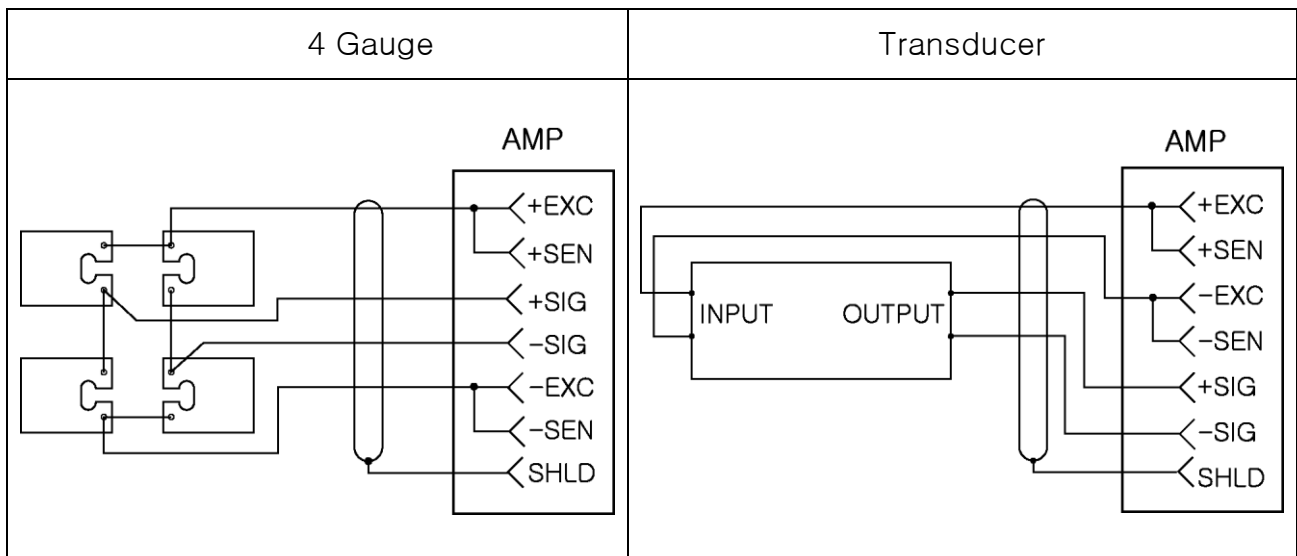 4 Gauge
Transducer
AMP
+EXC
+SEN
+SIG
-SIG
-EXC
-SEN
SHLD
AMP
+EXC
+SEN
-EXC
-SEN
+SIG
-SIG
SHLD
INPUT
OUTPUT